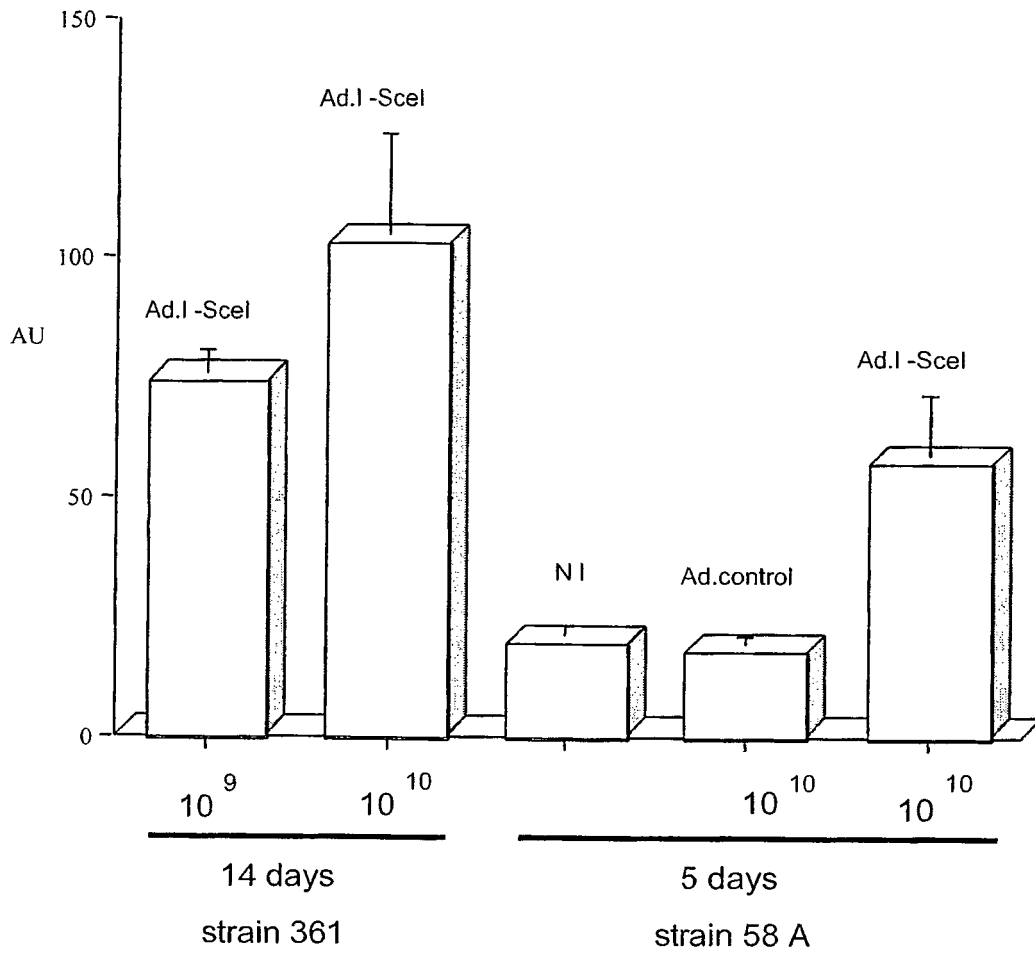 150
Ad.I -SceI
100
Ad.I -SceI
AU
Ad.I -SceI
50
N I
Ad.control
0
10^9 10^10 10^10 10^10
14 days 5 days
strain 361 strain 58 A